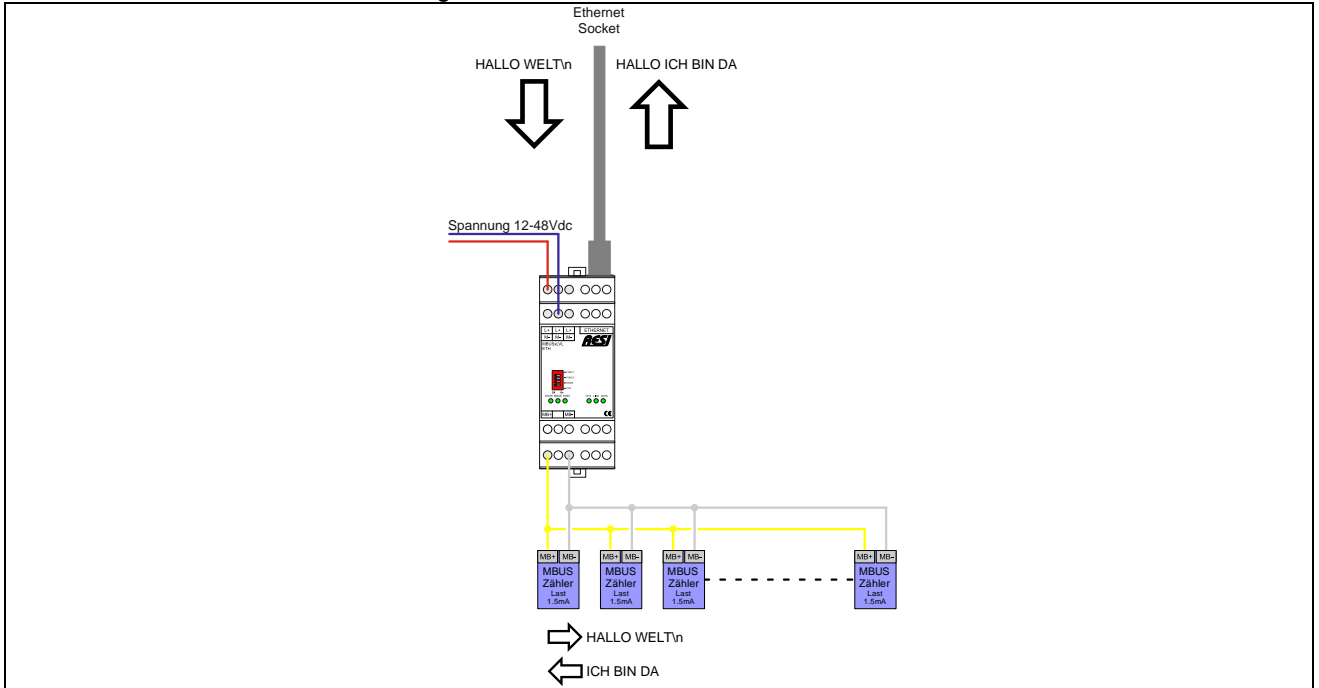 Ethernet
Socket
HALLO WELT\n
HALLO ICH BIN DA
Spannung 12-48Vdc
L+ L+ L+ ETHERNET
M- M- M-
RESI
ETH
MB+ MB-
MB+ MB- MB+ MB- MB+ MB- MB+ MB-
MBUS MBUS MBUS MBUS
Zähler Zähler Zähler Zähler
Last Last Last Last
1.5mA 1.5mA 1.5mA 1.5mA
HALLO WELT\n
ICH BIN DA